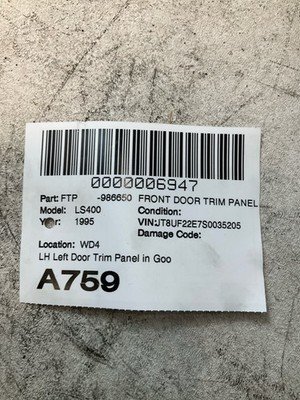 0000006947
Part: FTP -986650 FRONT DOOR TRIM PANEL
Model: LS400 Condition:
Year: 1995 VIN:JT8UF22E7S0035205
Damage Code:
Location: WD4
LH Left Door Trim Panel in Goo
A759